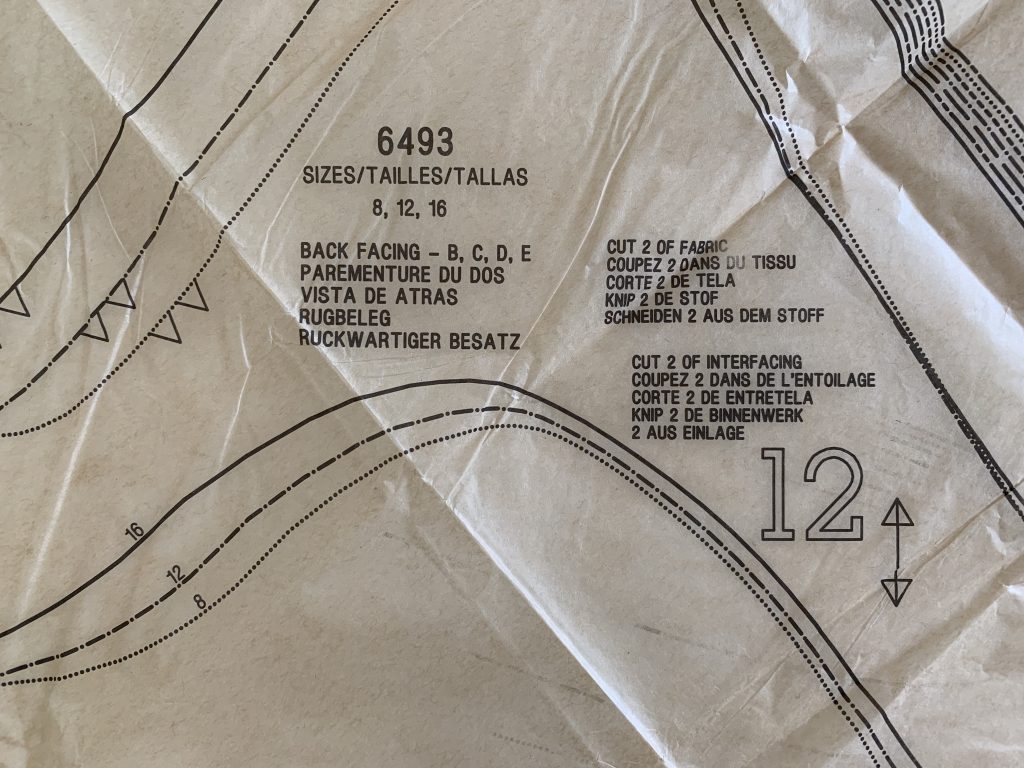 6493
SIZES/TAILLES/TALLAS
8, 12, 16
BACK FACING – B, C, D, E
PAREMENTURE DU DOS
VISTA DE ATRAS
RUGBELEG
RUCKWARTIGER BESATZ
CUT 2 OF FABRIC
COUPEZ 2 DANS DU TISSU
CORTE 2 DE TELA
KNIP 2 DE STOF
SCHNEIDEN 2 AUS DEM STOFF
CUT 2 OF INTERFACING
COUPEZ 2 DANS DE L'ENTOILAGE
CORTE 2 DE ENTRETELA
KNIP 2 DE BINNENWERK
2 AUS EINLAGE
12
16
12
8